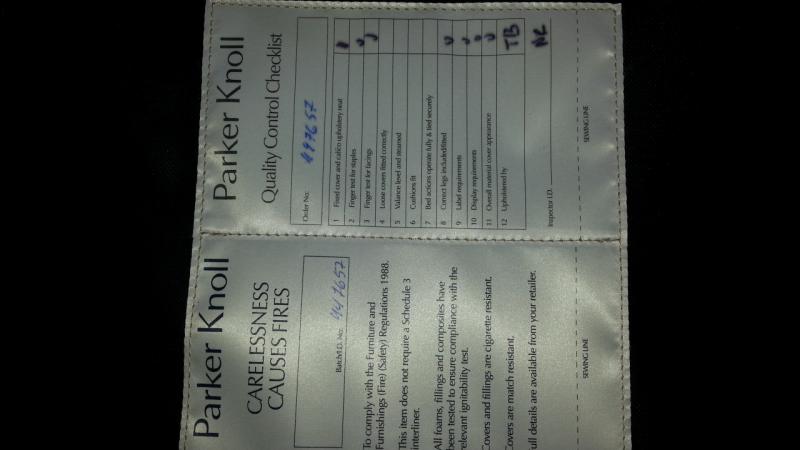 Parker Knoll
Quality Control Checklist
Order No:
1 Fixed cover and calico upholstery neat
2 Finger test for staples
3 Finger test for facings
4 Loose covers fitted correctly
5 Valance level and steamed
6 Cushions fit
7 Bed actions operate fully & tied securely
8 Correct legs included/fitted
9 Label requirements
10 Display requirements
11 Overall material cover appearance
12 Upholstered by TB
Inspector I.D. NL
SEWING LINE
Parker Knoll
CARELESSNESS
CAUSES FIRES
Batch/I.D. No:
To comply with the Furniture and
Furnishings (Fire) (Safety) Regulations 1988.
This item does not require a Schedule 3
interliner.
All foams, fillings and composites have
been tested to ensure compliance with the
relevant ignitability test.
Covers and fillings are cigarette resistant.
Covers are match resistant.
Full details are available from your retailer.
SEWING LINE